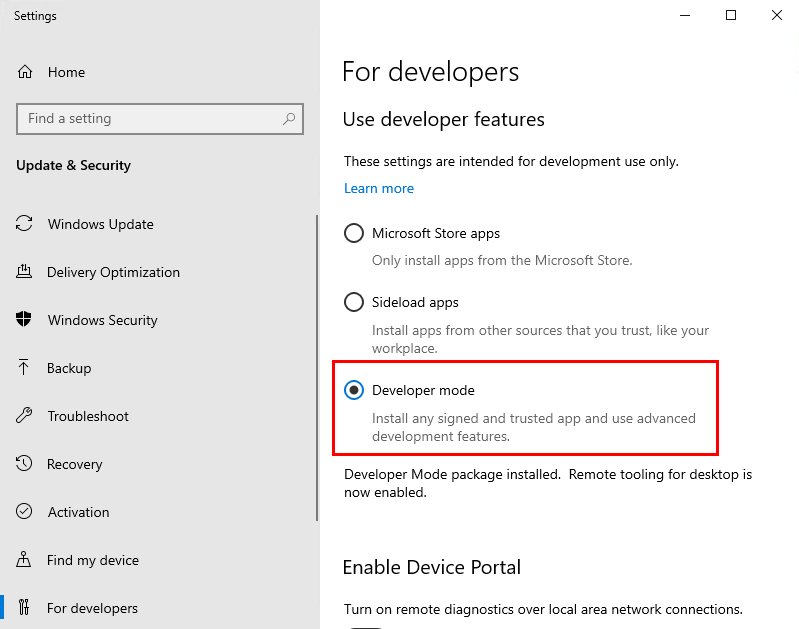 Settings
Home
Find a setting
Update & Security
Windows Update
Delivery Optimization
Windows Security
Backup
Troubleshoot
Recovery
Activation
Find my device
For developers
For developers
Use developer features
These settings are intended for development use only.
Learn more
Microsoft Store apps
Only install apps from the Microsoft Store.
Sideload apps
Install apps from other sources that you trust, like your
workplace.
Developer mode
Install any signed and trusted app and use advanced
development features.
Developer Mode package installed.  Remote tooling for desktop is
now enabled.
Enable Device Portal
Turn on remote diagnostics over local area network connections.